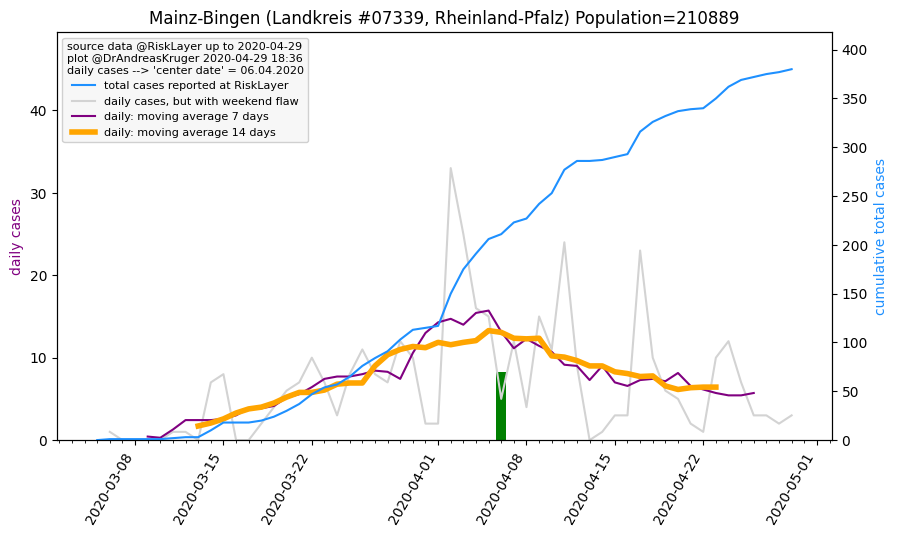 Mainz-Bingen (Landkreis #07339, Rheinland-Pfalz) Population=210889
source data @RiskLayer up to 2020-04-29
plot @DrAndreasKruger 2020-04-29 18:36
daily cases --> 'center date' = 06.04.2020
total cases reported at RiskLayer
daily cases, but with weekend flaw
daily: moving average 7 days
daily: moving average 14 days
daily cases
40
30
20
10
0
cumulative total cases
400
350
300
250
200
150
100
50
0
2020-03-08
2020-03-15
2020-03-22
2020-04-01
2020-04-08
2020-04-15
2020-04-22
2020-05-01